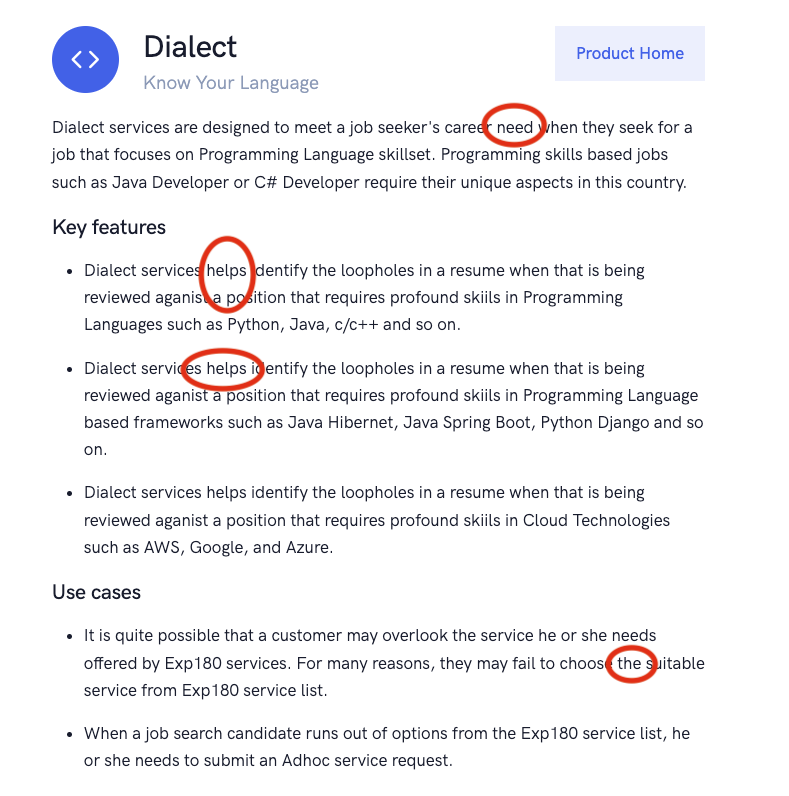 Dialect
Know Your Language
Product Home
Dialect services are designed to meet a job seeker's career need when they seek for a
job that focuses on Programming Language skillset. Programming skills based jobs
such as Java Developer or C# Developer require their unique aspects in this country.
Key features
• Dialect services helps identify the loopholes in a resume when that is being
reviewed aganist a position that requires profound skiils in Programming
Languages such as Python, Java, c/c++ and so on.
• Dialect services helps identify the loopholes in a resume when that is being
reviewed aganist a position that requires profound skiils in Programming Language
based frameworks such as Java Hibernet, Java Spring Boot, Python Django and so
on.
• Dialect services helps identify the loopholes in a resume when that is being
reviewed aganist a position that requires profound skiils in Cloud Technologies
such as AWS, Google, and Azure.
Use cases
• It is quite possible that a customer may overlook the service he or she needs
offered by Exp180 services. For many reasons, they may fail to choose the suitable
service from Exp180 service list.
• When a job search candidate runs out of options from the Exp180 service list, he
or she needs to submit an Adhoc service request.